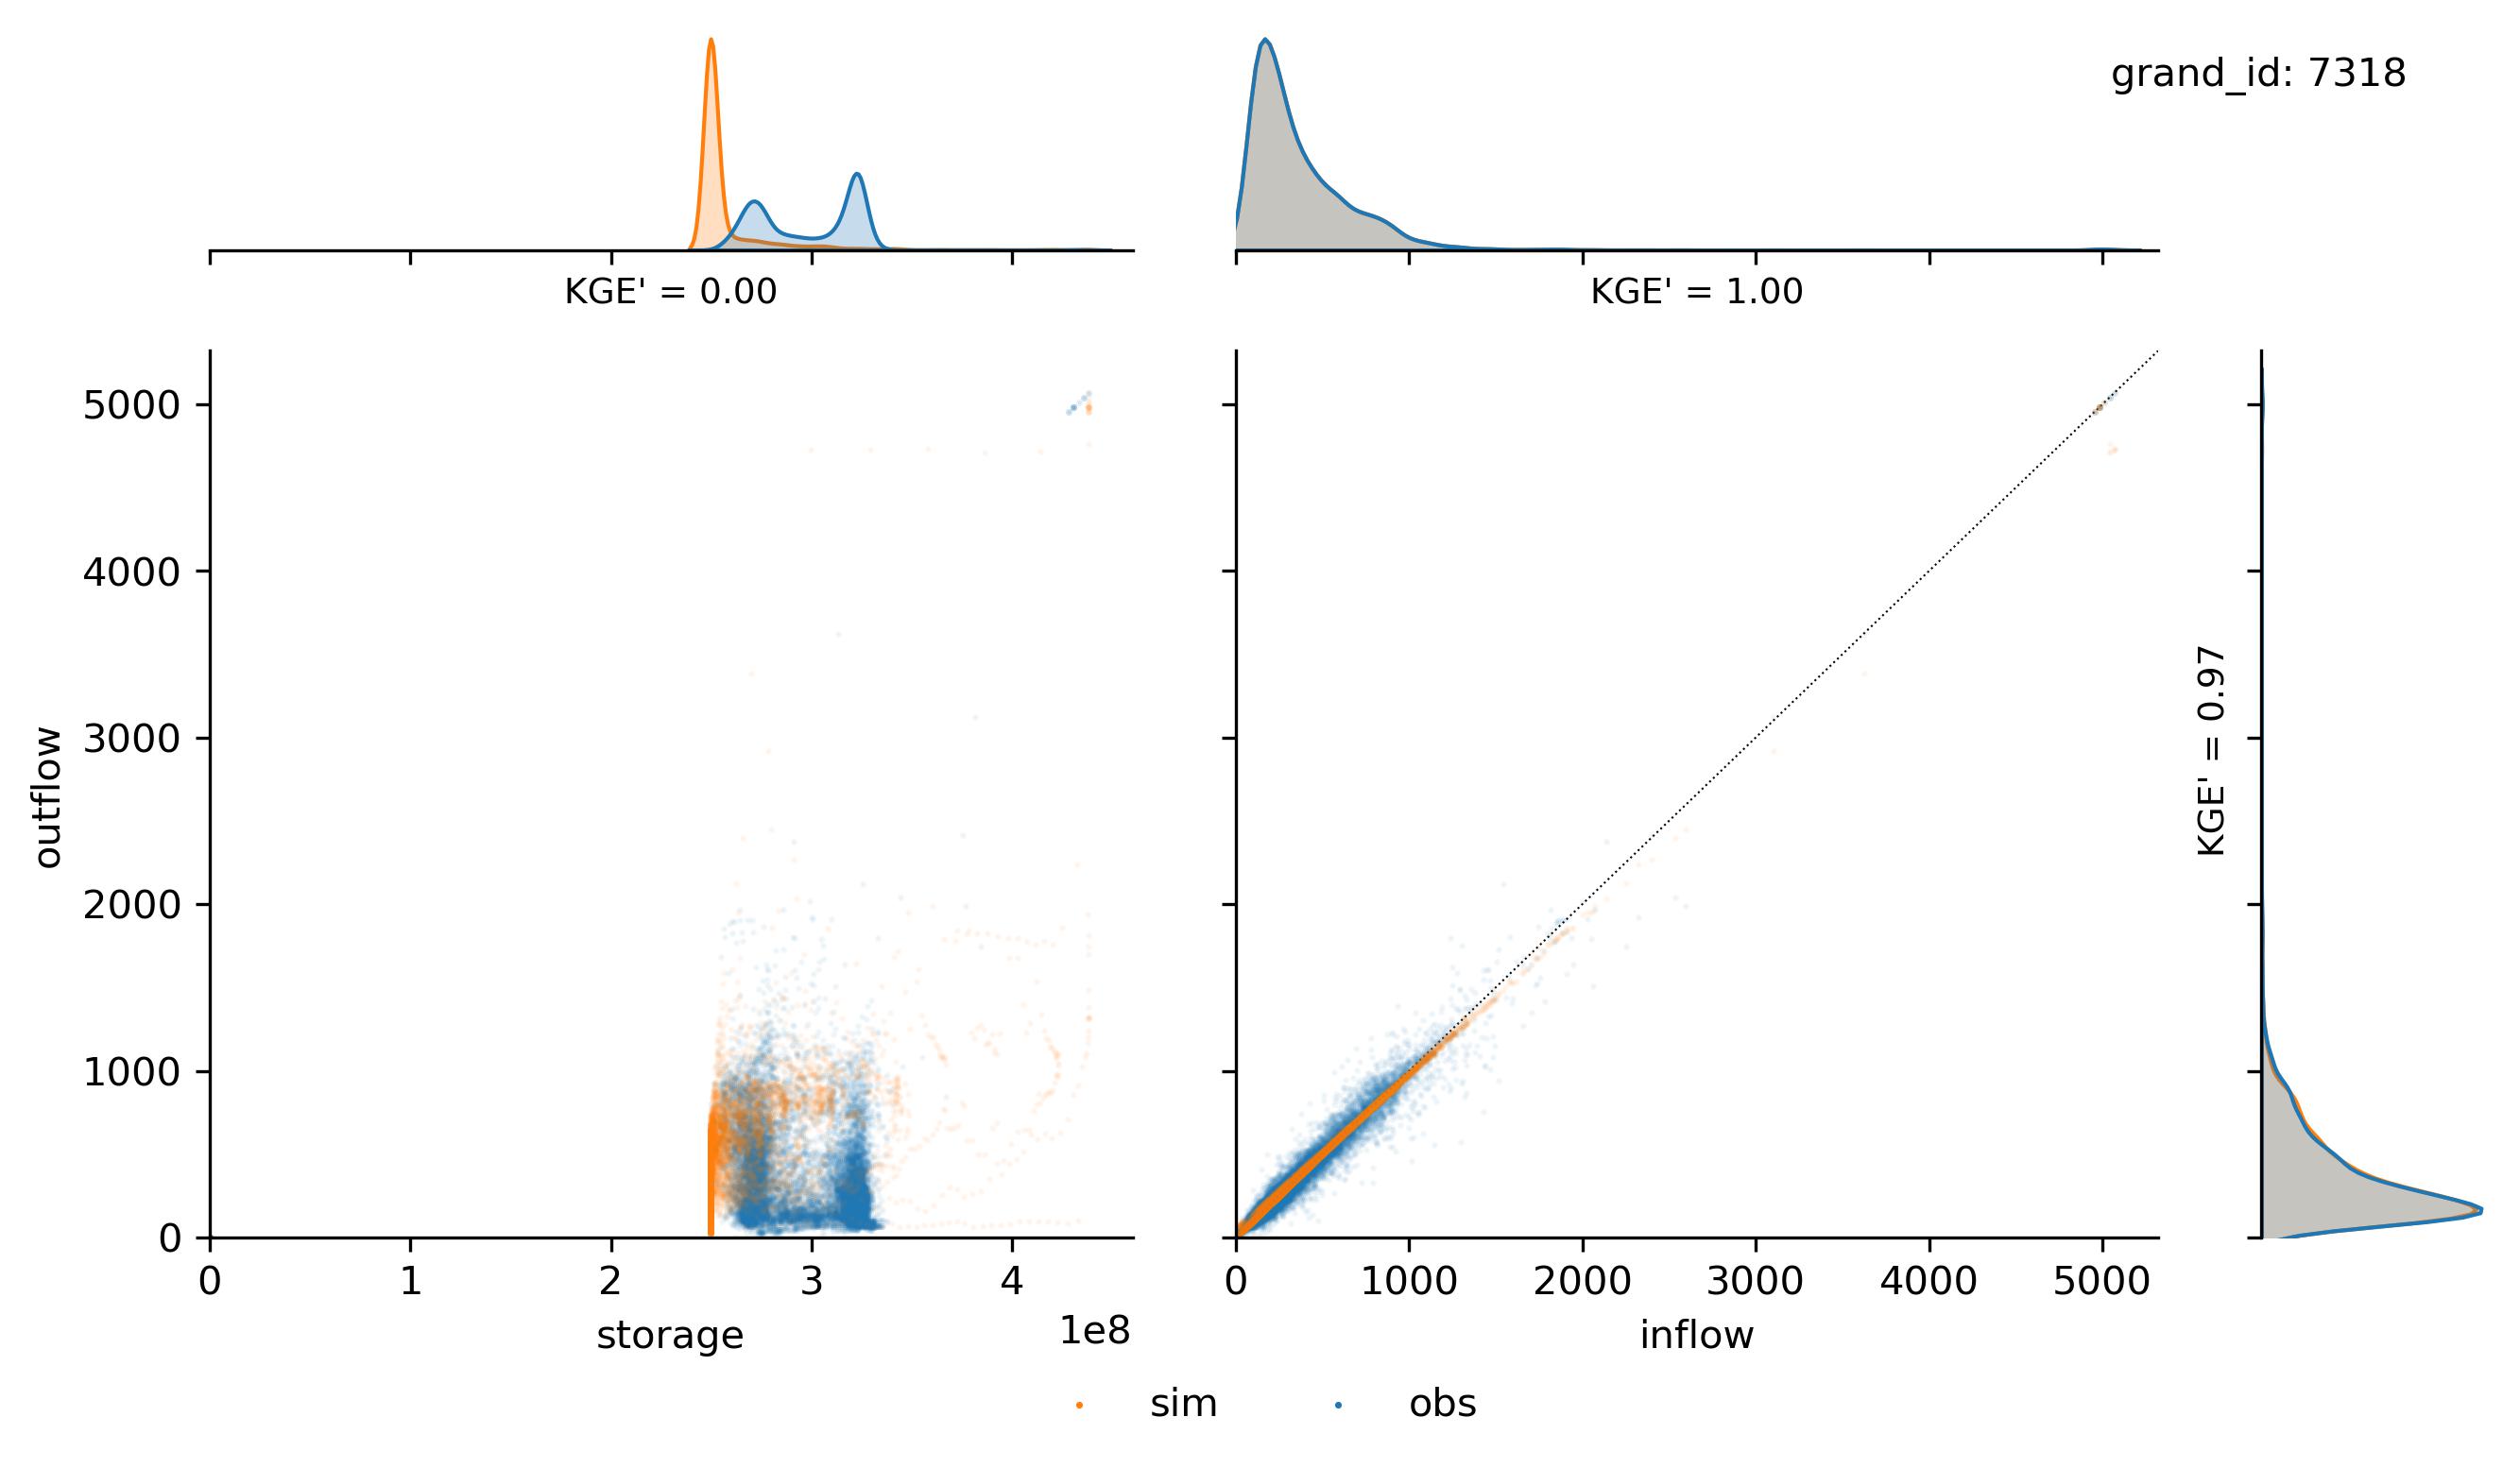 grand_id: 7318
KGE' = 0.00
KGE' = 1.00
outflow
5000
4000
3000
2000
1000
0
0 1 2 3 4
1e8
storage
0 1000 2000 3000 4000 5000
inflow
KGE' = 0.97
sim obs